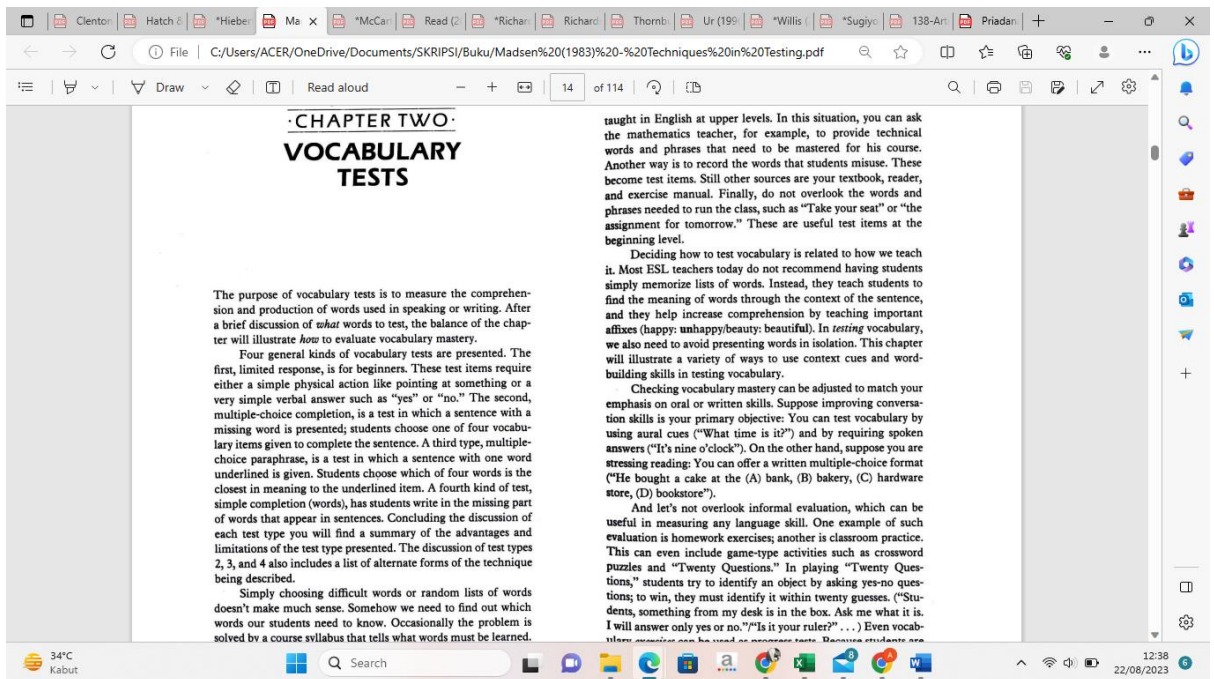 Clenton
Hatch &
*Hieber
Ma
*McCar
Read (2
*Richar
Richard
Thornb
Ur (199
*Willis (
*Sugiyo
138-Art
Priadan
File
C:/Users/ACER/OneDrive/Documents/SKRIPSI/Buku/Madsen%20(1983)%20-%20Techniques%20in%20Testing.pdf
Draw
Read aloud
14
of 114
·CHAPTER TWO·
VOCABULARY
TESTS
The purpose of vocabulary tests is to measure the comprehen-
sion and production of words used in speaking or writing. After
a brief discussion of what words to test, the balance of the chap-
ter will illustrate how to evaluate vocabulary mastery.
Four general kinds of vocabulary tests are presented. The
first, limited response, is for beginners. These test items require
either a simple physical action like pointing at something or a
very simple verbal answer such as “yes” or “no.” The second,
multiple-choice completion, is a test in which a sentence with a
missing word is presented; students choose one of four vocabu-
lary items given to complete the sentence. A third type, multiple-
choice paraphrase, is a test in which a sentence with one word
underlined is given. Students choose which of four words is the
closest in meaning to the underlined item. A fourth kind of test,
simple completion (words), has students write in the missing part
of words that appear in sentences. Concluding the discussion of
each test type you will find a summary of the advantages and
limitations of the test type presented. The discussion of test types
2, 3, and 4 also includes a list of alternate forms of the technique
being described.
Simply choosing difficult words or random lists of words
doesn't make much sense. Somehow we need to find out which
words our students need to know. Occasionally the problem is
solved by a course syllabus that tells what words must be learned.
taught in English at upper levels. In this situation, you can ask
the mathematics teacher, for example, to provide technical
words and phrases that need to be mastered for his course.
Another way is to record the words that students misuse. These
become test items. Still other sources are your textbook, reader,
and exercise manual. Finally, do not overlook the words and
phrases needed to run the class, such as “Take your seat” or “the
assignment for tomorrow.” These are useful test items at the
beginning level.
Deciding how to test vocabulary is related to how we teach
it. Most ESL teachers today do not recommend having students
simply memorize lists of words. Instead, they teach students to
find the meaning of words through the context of the sentence,
and they help increase comprehension by teaching important
affixes (happy: unhappy/beauty: beautiful). In testing vocabulary,
we also need to avoid presenting words in isolation. This chapter
will illustrate a variety of ways to use context cues and word-
building skills in testing vocabulary.
Checking vocabulary mastery can be adjusted to match your
emphasis on oral or written skills. Suppose improving conversa-
tion skills is your primary objective: You can test vocabulary by
using aural cues (“What time is it?”) and by requiring spoken
answers (“It's nine o'clock”). On the other hand, suppose you are
stressing reading: You can offer a written multiple-choice format
(“He bought a cake at the (A) bank, (B) bakery, (C) hardware
store, (D) bookstore”).
And let's not overlook informal evaluation, which can be
useful in measuring any language skill. One example of such
evaluation is homework exercises; another is classroom practice.
This can even include game-type activities such as crossword
puzzles and “Twenty Questions.” In playing “Twenty Ques-
tions,” students try to identify an object by asking yes-no ques-
tions; to win, they must identify it within twenty guesses. (“Stu-
dents, something from my desk is in the box. Ask me what it is.
I will answer only yes or no.”/“Is it your ruler?” . . .) Even vocab-
ulary exercises can be used as progress tests. Because students are
34°C
Kabut
Search
8
12:38
22/08/2023
6